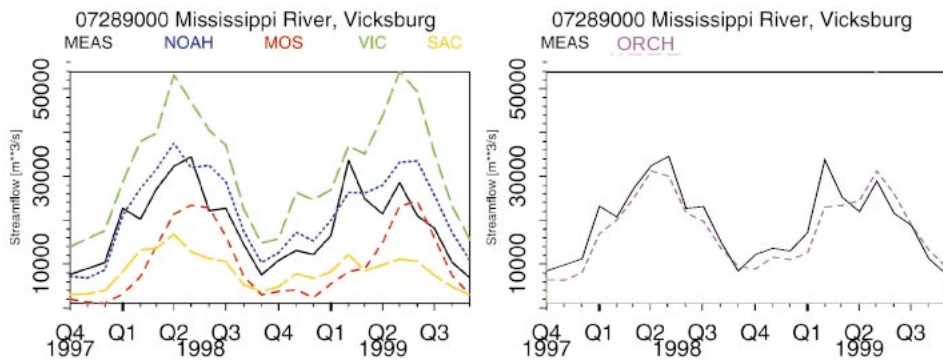 07289000 Mississippi River, Vicksburg
MEAS NOAH MOS VIC SAC
Streamflow [m**3/s]
50000
30000
10000
Q4 Q1 Q2 Q3 Q4 Q1 Q2 Q3
1997 1998 1999
07289000 Mississippi River, Vicksburg
MEAS ORCH
Streamflow [m**3/s]
50000
30000
10000
Q4 Q1 Q2 Q3 Q4 Q1 Q2 Q3
1997 1998 1999